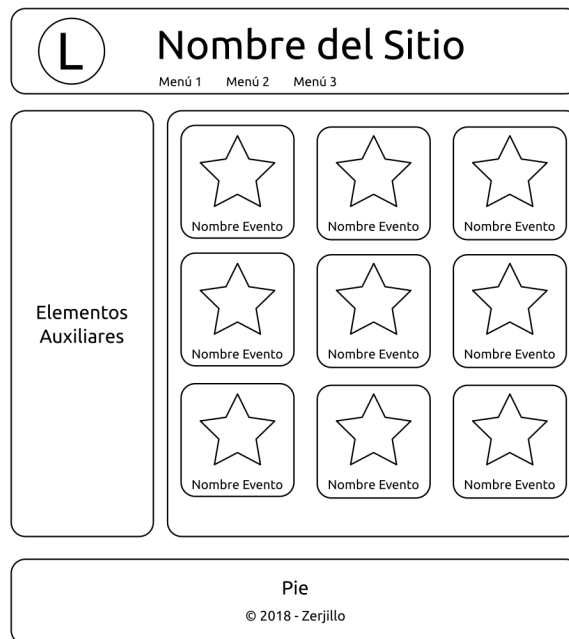 L
Nombre del Sitio
Menú 1 Menú 2 Menú 3
Elementos
Auxiliares
Nombre Evento Nombre Evento Nombre Evento
Nombre Evento Nombre Evento Nombre Evento
Nombre Evento Nombre Evento Nombre Evento
Pie
© 2018 - Zerjillo